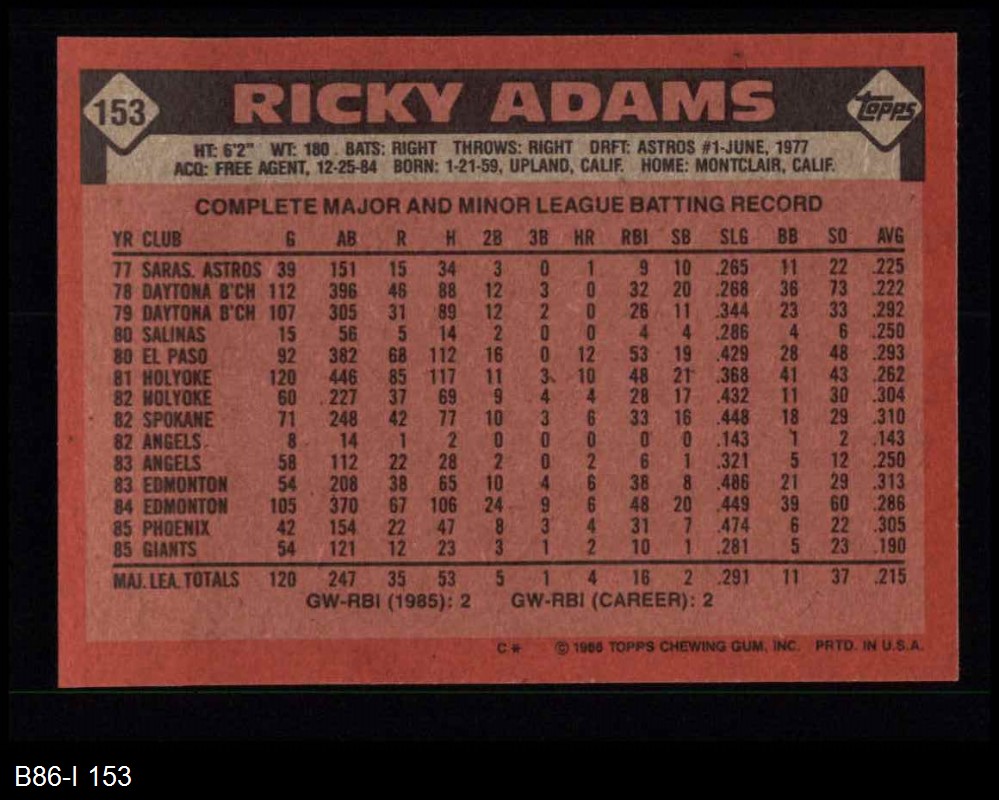 153 RICKY ADAMS topps
HT: 6'2" WT: 180 BATS: RIGHT THROWS: RIGHT DRFT: ASTROS #1-JUNE, 1977
ACQ: FREE AGENT, 12-25-84 BORN: 1-21-59, UPLAND, CALIF. HOME: MONTCLAIR, CALIF.
COMPLETE MAJOR AND MINOR LEAGUE BATTING RECORD
YR CLUB G AB R H 2B 3B HR RBI SB SLG BB SO AVG
77 SARAS. ASTROS 39 151 15 34 3 0 1 9 10 .265 11 22 .225
78 DAYTONA B'CH 112 396 46 88 12 3 0 32 20 .268 36 73 .222
79 DAYTONA B'CH 107 305 31 89 12 2 0 26 11 .344 23 33 .292
80 SALINAS 15 56 5 14 2 0 0 4 4 .286 4 6 .250
80 EL PASO 92 382 68 112 16 0 12 53 19 .429 28 48 .293
81 HOLYOKE 120 446 85 117 11 3 10 48 21 .368 41 43 .262
82 HOLYOKE 60 227 37 69 9 4 4 28 17 .432 11 30 .304
82 SPOKANE 71 248 42 77 10 3 6 33 16 .448 18 29 .310
82 ANGELS 8 14 1 2 0 0 0 0 0 .143 1 2 .143
83 ANGELS 58 112 22 28 2 0 2 6 1 .321 5 12 .250
83 EDMONTON 54 208 38 65 10 4 6 38 8 .486 21 29 .313
84 EDMONTON 105 370 67 106 24 9 6 48 20 .449 39 60 .286
85 PHOENIX 42 154 22 47 8 3 4 31 7 .474 6 22 .305
85 GIANTS 54 121 12 23 3 1 2 10 1 .281 5 23 .190
MAJ. LEA. TOTALS 120 247 35 53 5 1 4 16 2 .291 11 37 .215
GW-RBI (1985): 2 GW-RBI (CAREER): 2
C* © 1986 TOPPS CHEWING GUM, INC. PRTD. IN U.S.A.
B86-I 153